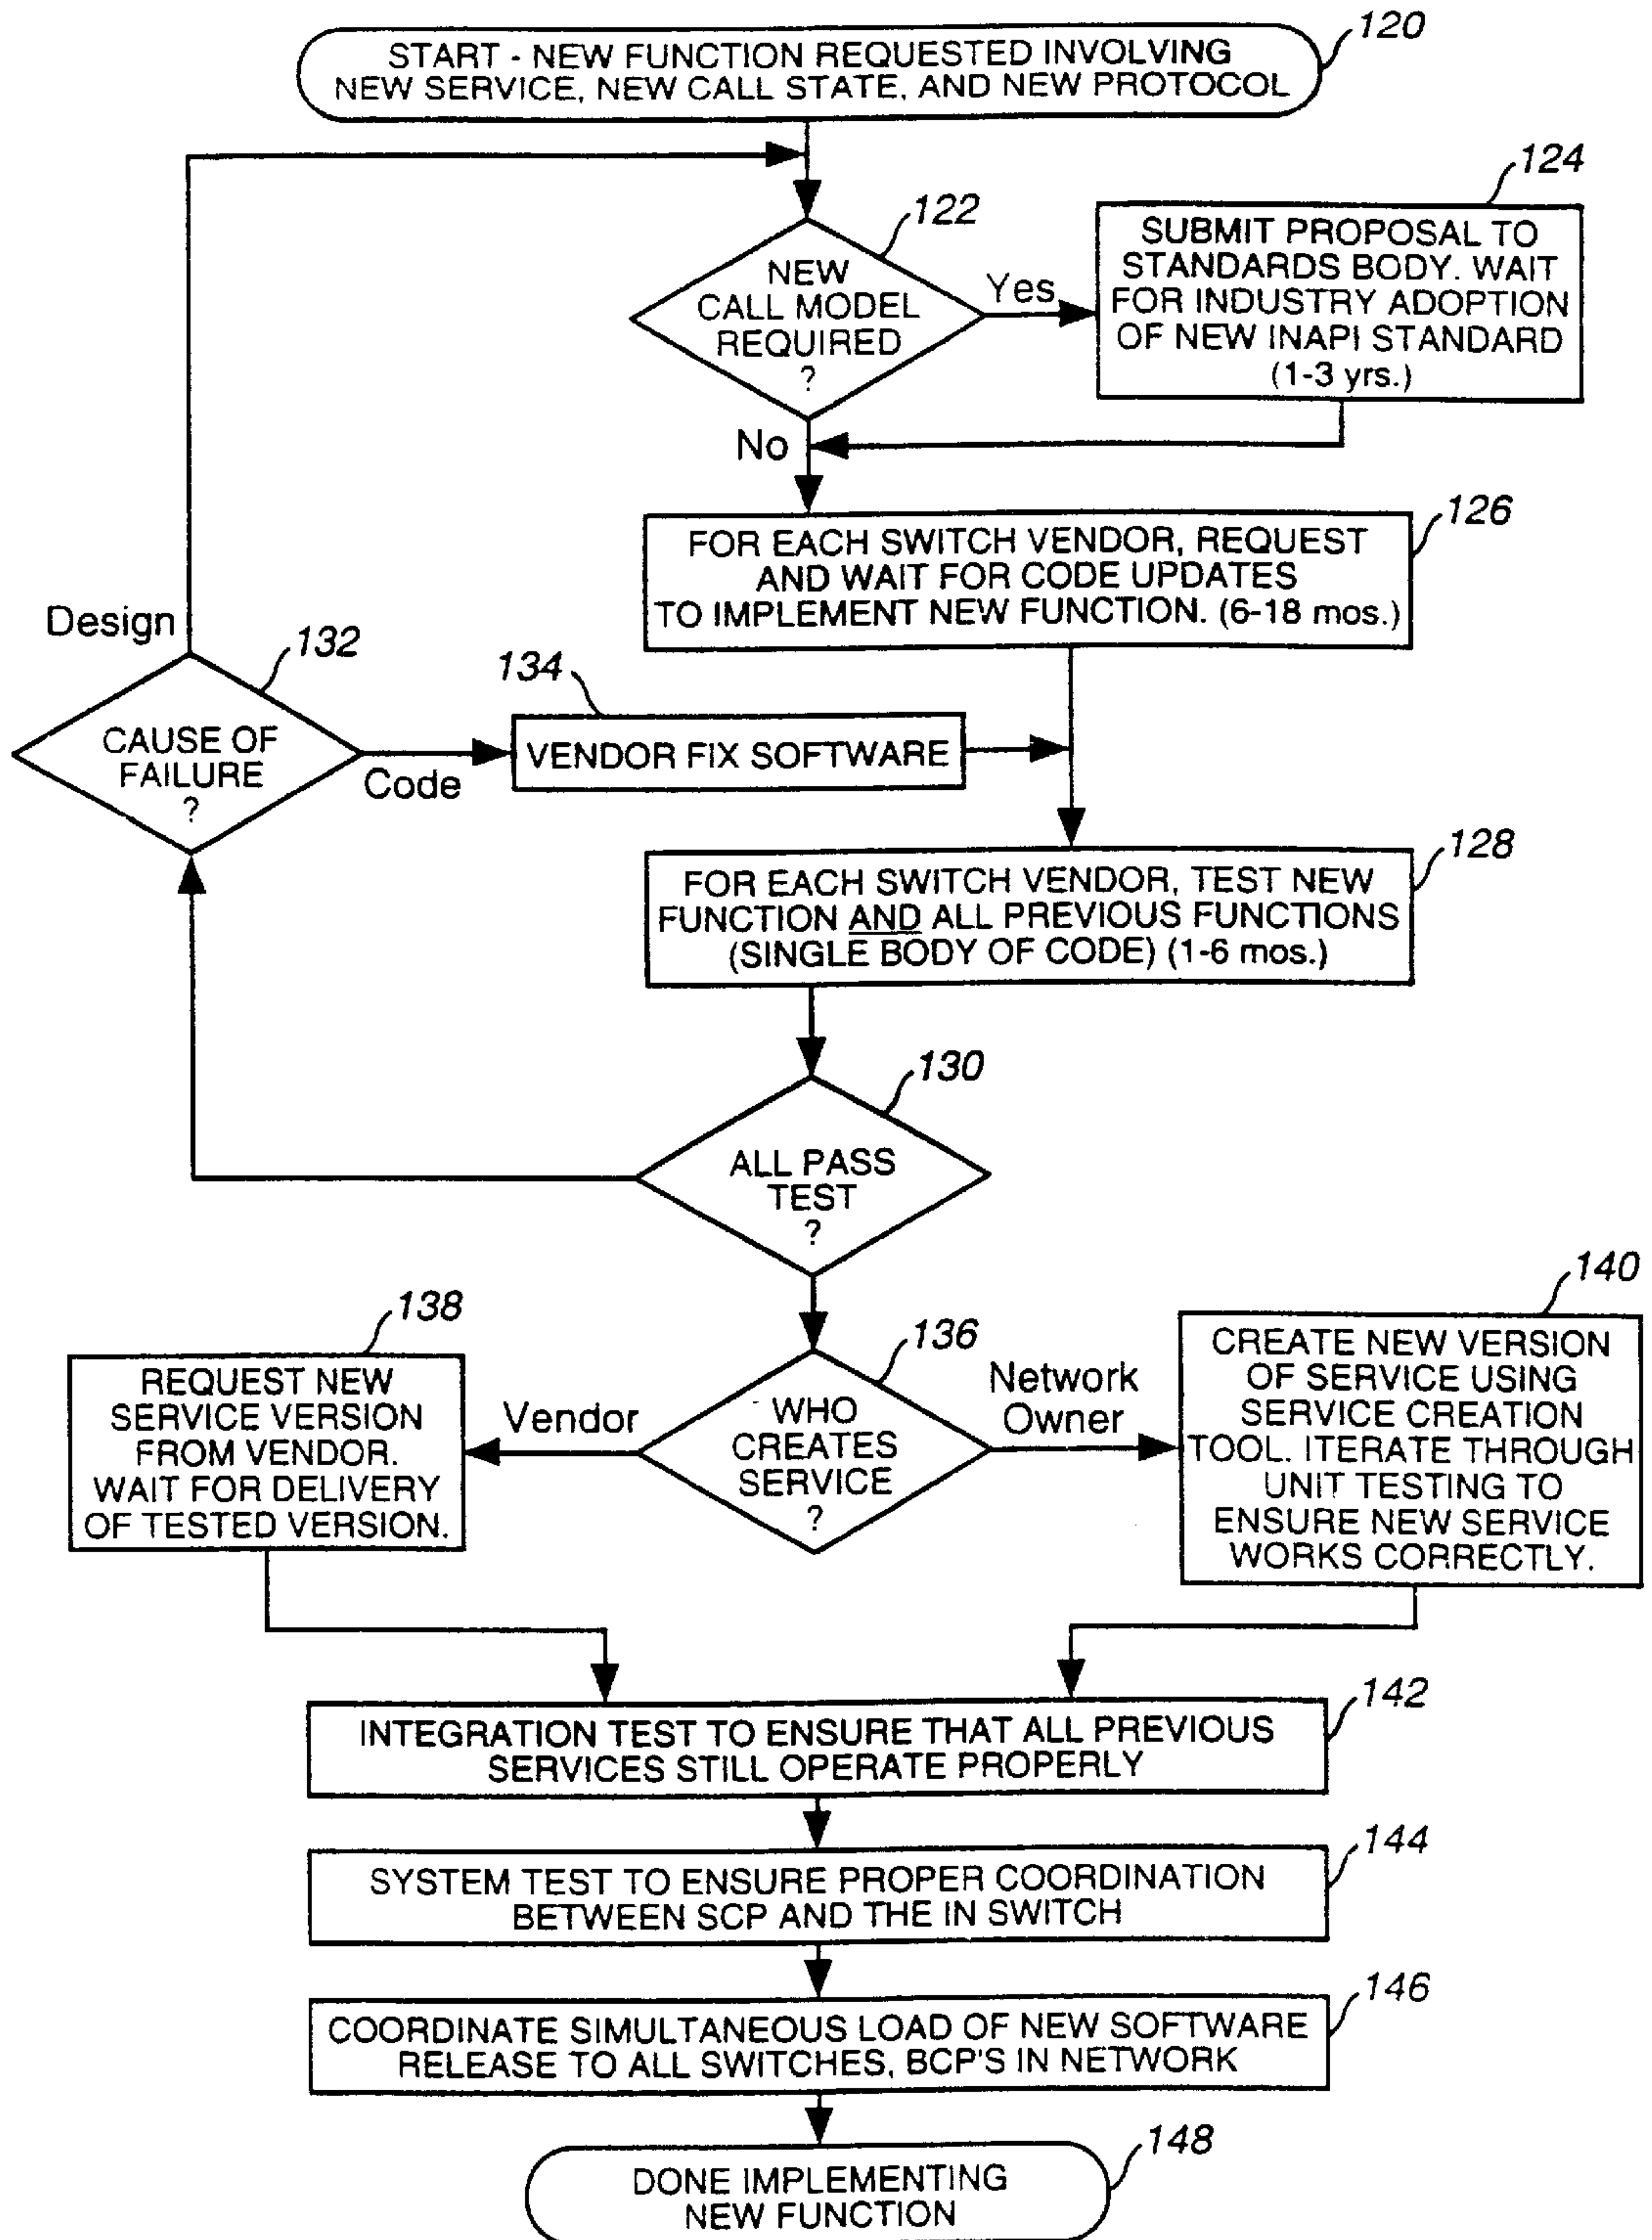 120
START - NEW FUNCTION REQUESTED INVOLVING
NEW SERVICE, NEW CALL STATE, AND NEW PROTOCOL
122
NEW
CALL MODEL
REQUIRED
?
Yes
124
SUBMIT PROPOSAL TO
STANDARDS BODY. WAIT
FOR INDUSTRY ADOPTION
OF NEW INAPI STANDARD
(1-3 yrs.)
No
126
FOR EACH SWITCH VENDOR, REQUEST
AND WAIT FOR CODE UPDATES
TO IMPLEMENT NEW FUNCTION. (6-18 mos.)
Design
132
CAUSE OF
FAILURE
?
Code
134
VENDOR FIX SOFTWARE
128
FOR EACH SWITCH VENDOR, TEST NEW
FUNCTION AND ALL PREVIOUS FUNCTIONS
(SINGLE BODY OF CODE) (1-6 mos.)
130
ALL PASS
TEST
?
138
REQUEST NEW
SERVICE VERSION
FROM VENDOR.
WAIT FOR DELIVERY
OF TESTED VERSION.
Vendor
136
WHO
CREATES
SERVICE
?
Network
Owner
140
CREATE NEW VERSION
OF SERVICE USING
SERVICE CREATION
TOOL. ITERATE THROUGH
UNIT TESTING TO
ENSURE NEW SERVICE
WORKS CORRECTLY.
142
INTEGRATION TEST TO ENSURE THAT ALL PREVIOUS
SERVICES STILL OPERATE PROPERLY
144
SYSTEM TEST TO ENSURE PROPER COORDINATION
BETWEEN SCP AND THE IN SWITCH
146
COORDINATE SIMULTANEOUS LOAD OF NEW SOFTWARE
RELEASE TO ALL SWITCHES, BCP'S IN NETWORK
148
DONE IMPLEMENTING
NEW FUNCTION